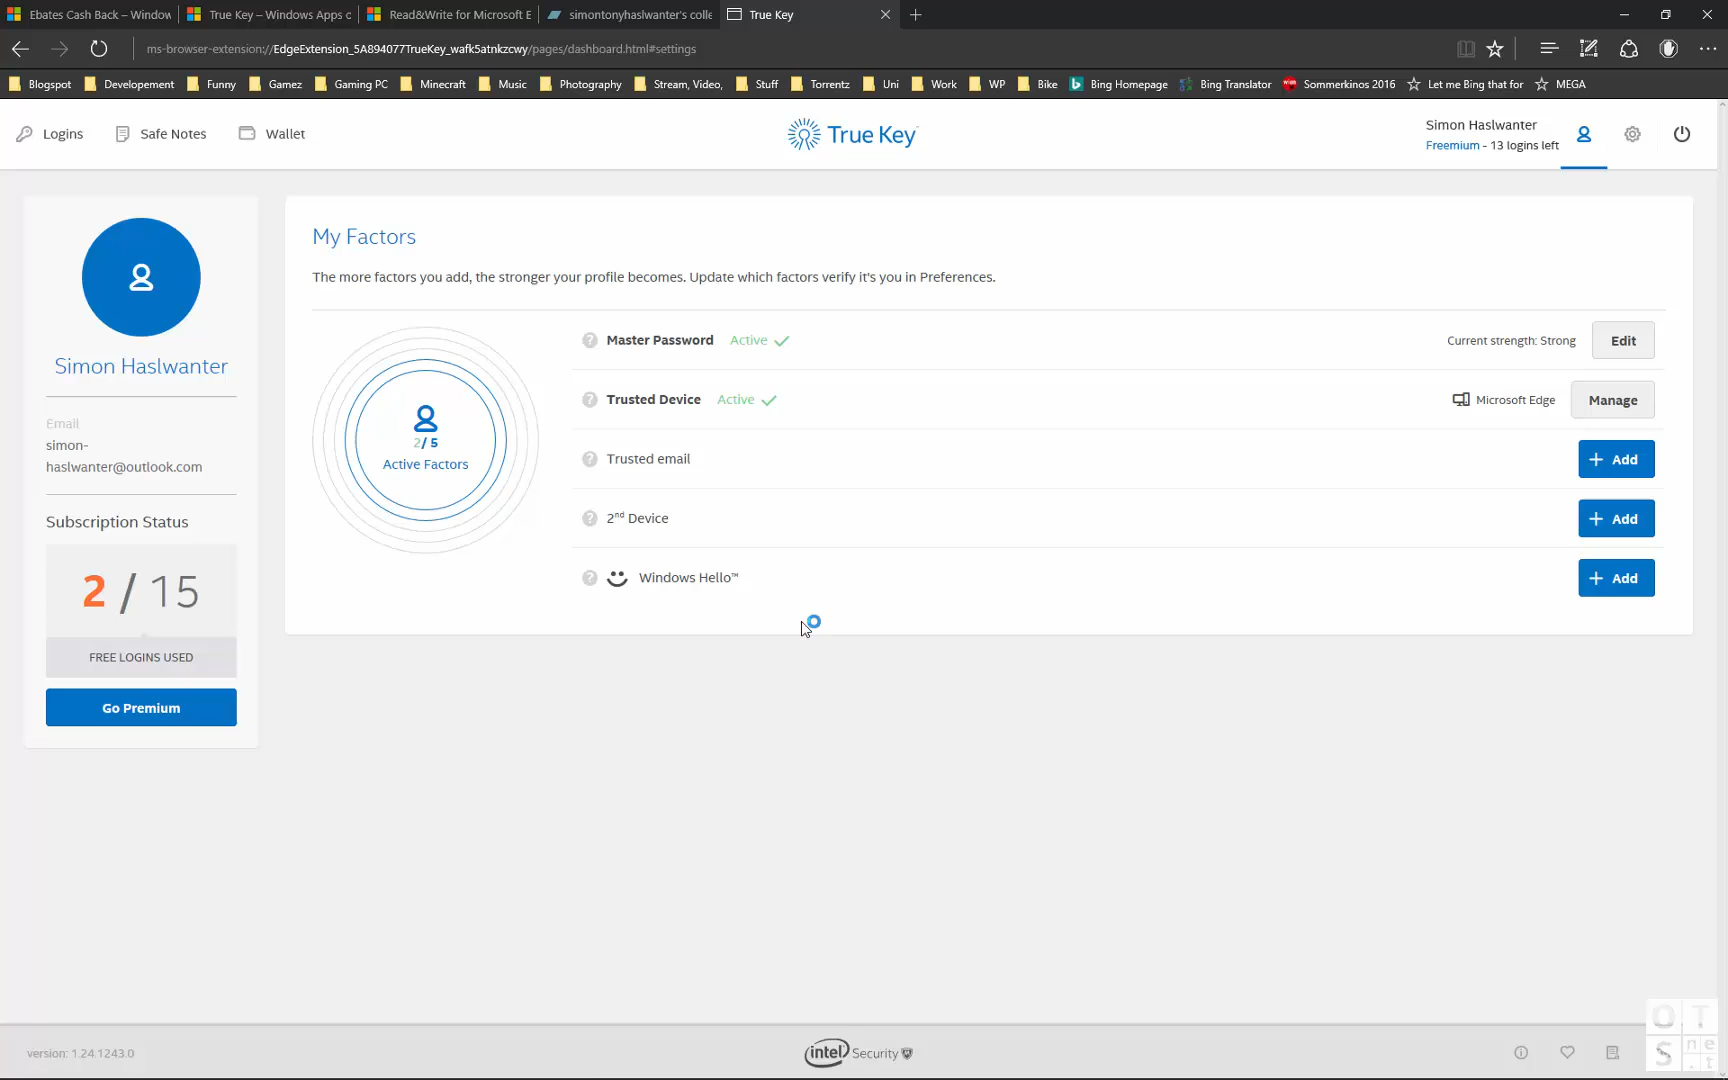 Ebates Cash Back – Window
True Key – Windows Apps c
Read&Write for Microsoft E
simontonyhaslwanter's colle
True Key
ms-browser-extension://EdgeExtension_5A894077TrueKey_wafk5atnkzcwy/pages/dashboard.html#settings
Blogspot Developement Funny Gamez Gaming PC Minecraft Music Photography Stream, Video, Stuff Torrentz Uni Work WP Bike Bing Homepage Bing Translator Sommerkinos 2016 Let me Bing that for MEGA
Logins Safe Notes Wallet
True Key
Simon Haslwanter
Freemium - 13 logins left
Simon Haslwanter
Email
simon-
haslwanter@outlook.com
Subscription Status
2 / 15
FREE LOGINS USED
Go Premium
My Factors
The more factors you add, the stronger your profile becomes. Update which factors verify it's you in Preferences.
2/ 5
Active Factors
? Master Password Active Current strength: Strong Edit
? Trusted Device Active Microsoft Edge Manage
? Trusted email + Add
? 2nd Device + Add
? Windows Hello™ + Add
version: 1.24.1243.0
intel Security
O T
S n e
. t